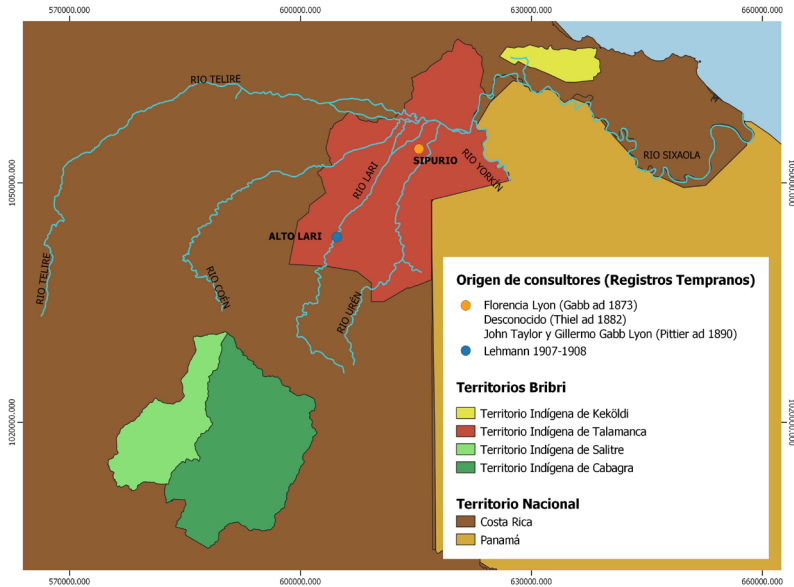 570000.000 600000.000 630000.000 660000.000
RIO TELIRE
SIPURIO
RIO LARI
RIO YORKÍN
RIO SIXAOLA
1050000.000
1050000.000
ALTO LARI
RIO TELIRE
RIO COÉN
RIO URÉN
Origen de consultores (Registros Tempranos)
Florencia Lyon (Gabb ad 1873)
Desconocido (Thiel ad 1882)
John Taylor y Gillermo Gabb Lyon (Pittier ad 1890)
Lehmann 1907-1908
Territorios Bribri
Territorio Indígena de Keköldi
Territorio Indígena de Talamanca
Territorio Indígena de Salitre
Territorio Indígena de Cabagra
Territorio Nacional
Costa Rica
Panamá
1020000.000
1020000.000
570000.000 600000.000 630000.000 660000.000